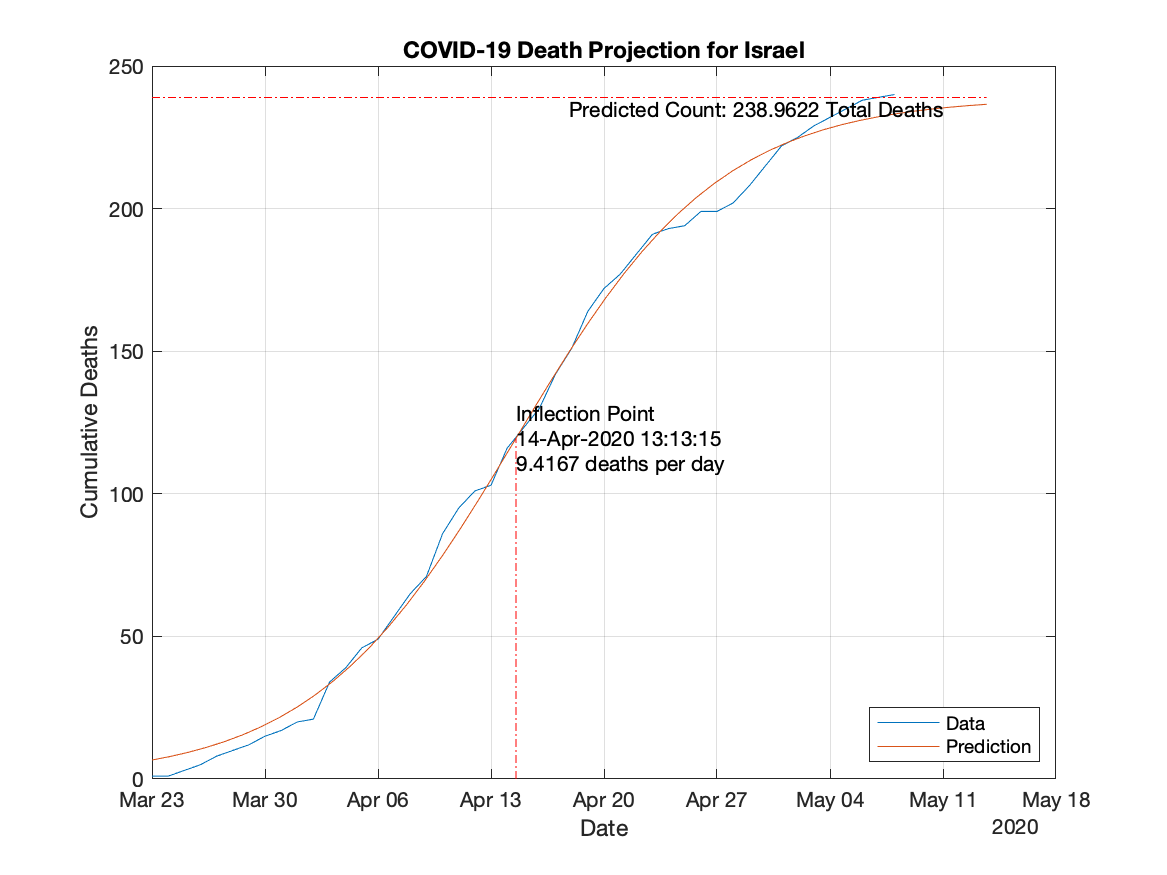 COVID-19 Death Projection for Israel
250
Predicted Count: 238.9622 Total Deaths
200
150
Inflection Point
14-Apr-2020 13:13:15
9.4167 deaths per day
100
50
0
Cumulative Deaths
Data
Prediction
Mar 23 Mar 30 Apr 06 Apr 13 Apr 20 Apr 27 May 04 May 11 May 18
Date
2020